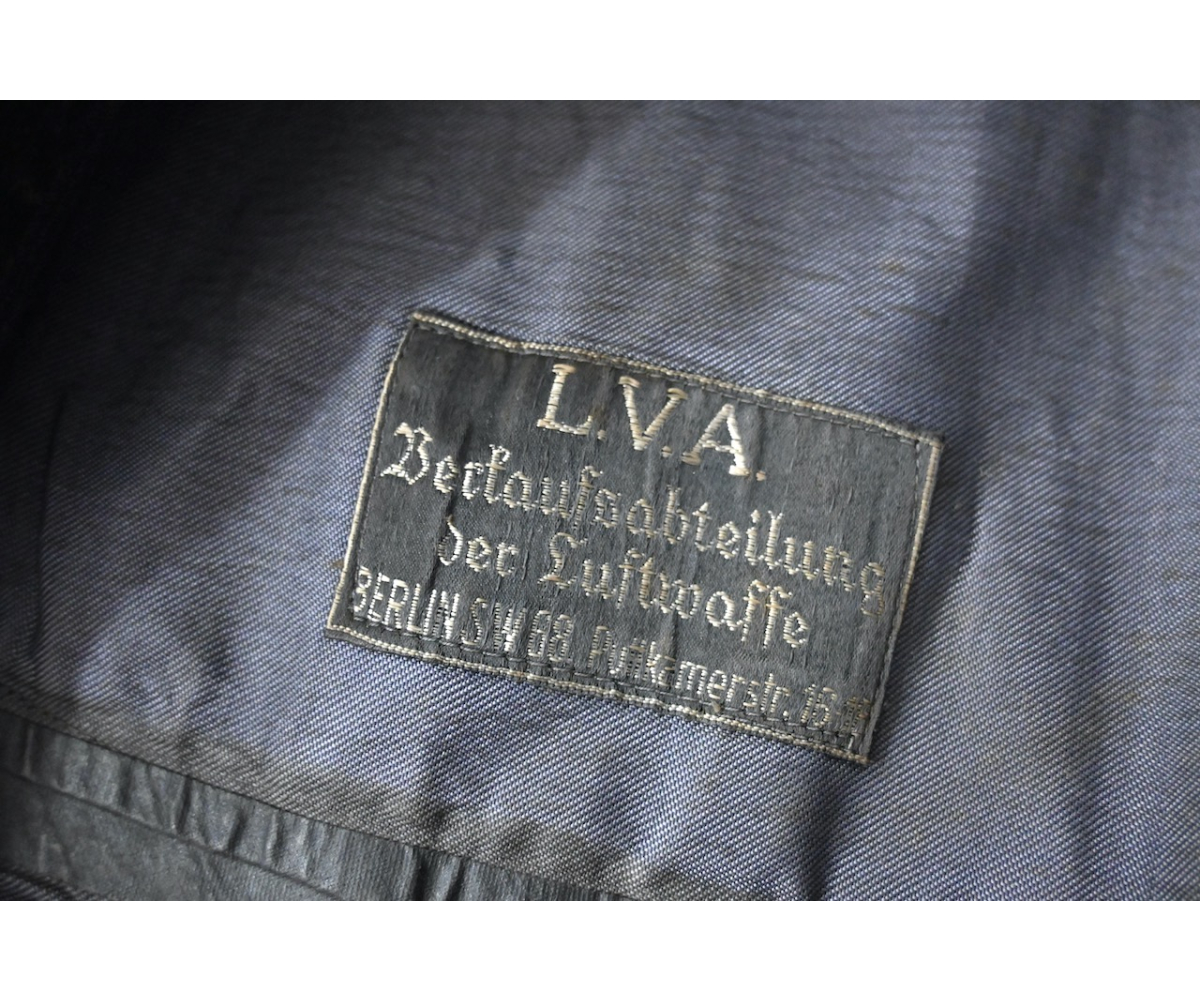 L.V.A.
Verkaufsabteilung
der Luftwaffe
BERLIN SW 68 Puttkamerstr.